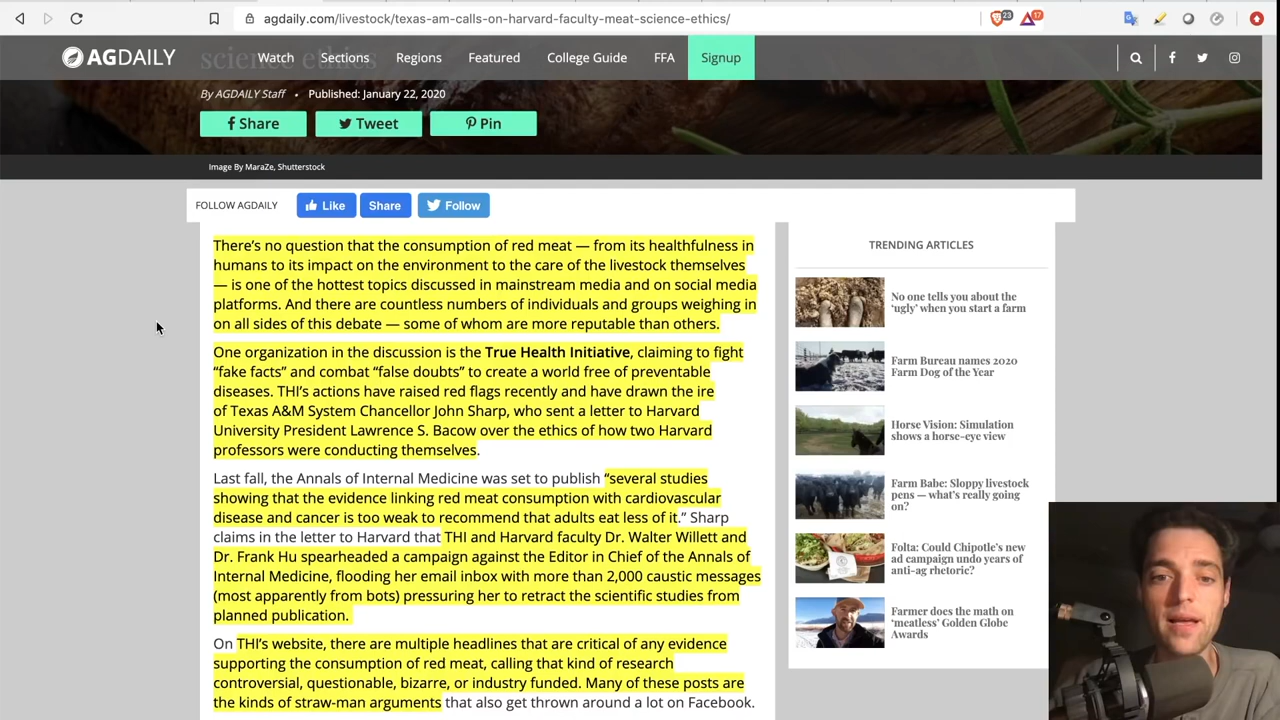 agdaily.com/livestock/texas-am-calls-on-harvard-faculty-meat-science-ethics/
23
17
AGDAILY
science ethics
Watch
Sections
Regions
Featured
College Guide
FFA
Signup
By AGDAILY Staff • Published: January 22, 2020
Share
Tweet
Pin
Image By MaraZe, Shutterstock
FOLLOW AGDAILY
Like
Share
Follow
There’s no question that the consumption of red meat — from its healthfulness in
humans to its impact on the environment to the care of the livestock themselves
— is one of the hottest topics discussed in mainstream media and on social media
platforms. And there are countless numbers of individuals and groups weighing in
on all sides of this debate — some of whom are more reputable than others.
One organization in the discussion is the True Health Initiative, claiming to fight
“fake facts” and combat “false doubts” to create a world free of preventable
diseases. THI’s actions have raised red flags recently and have drawn the ire
of Texas A&M System Chancellor John Sharp, who sent a letter to Harvard
University President Lawrence S. Bacow over the ethics of how two Harvard
professors were conducting themselves.
Last fall, the Annals of Internal Medicine was set to publish “several studies
showing that the evidence linking red meat consumption with cardiovascular
disease and cancer is too weak to recommend that adults eat less of it.” Sharp
claims in the letter to Harvard that THI and Harvard faculty Dr. Walter Willett and
Dr. Frank Hu spearheaded a campaign against the Editor in Chief of the Annals of
Internal Medicine, flooding her email inbox with more than 2,000 caustic messages
(most apparently from bots) pressuring her to retract the scientific studies from
planned publication.
On THI’s website, there are multiple headlines that are critical of any evidence
supporting the consumption of red meat, calling that kind of research
controversial, questionable, bizarre, or industry funded. Many of these posts are
the kinds of straw-man arguments that also get thrown around a lot on Facebook.
TRENDING ARTICLES
No one tells you about the
‘ugly’ when you start a farm
Farm Bureau names 2020
Farm Dog of the Year
Horse Vision: Simulation
shows a horse-eye view
Farm Babe: Sloppy livestock
pens — what’s really going
on?
Folta: Could Chipotle’s new
ad campaign undo years of
anti-ag rhetoric?
Farmer does the math on
‘meatless’ Golden Globe
Awards